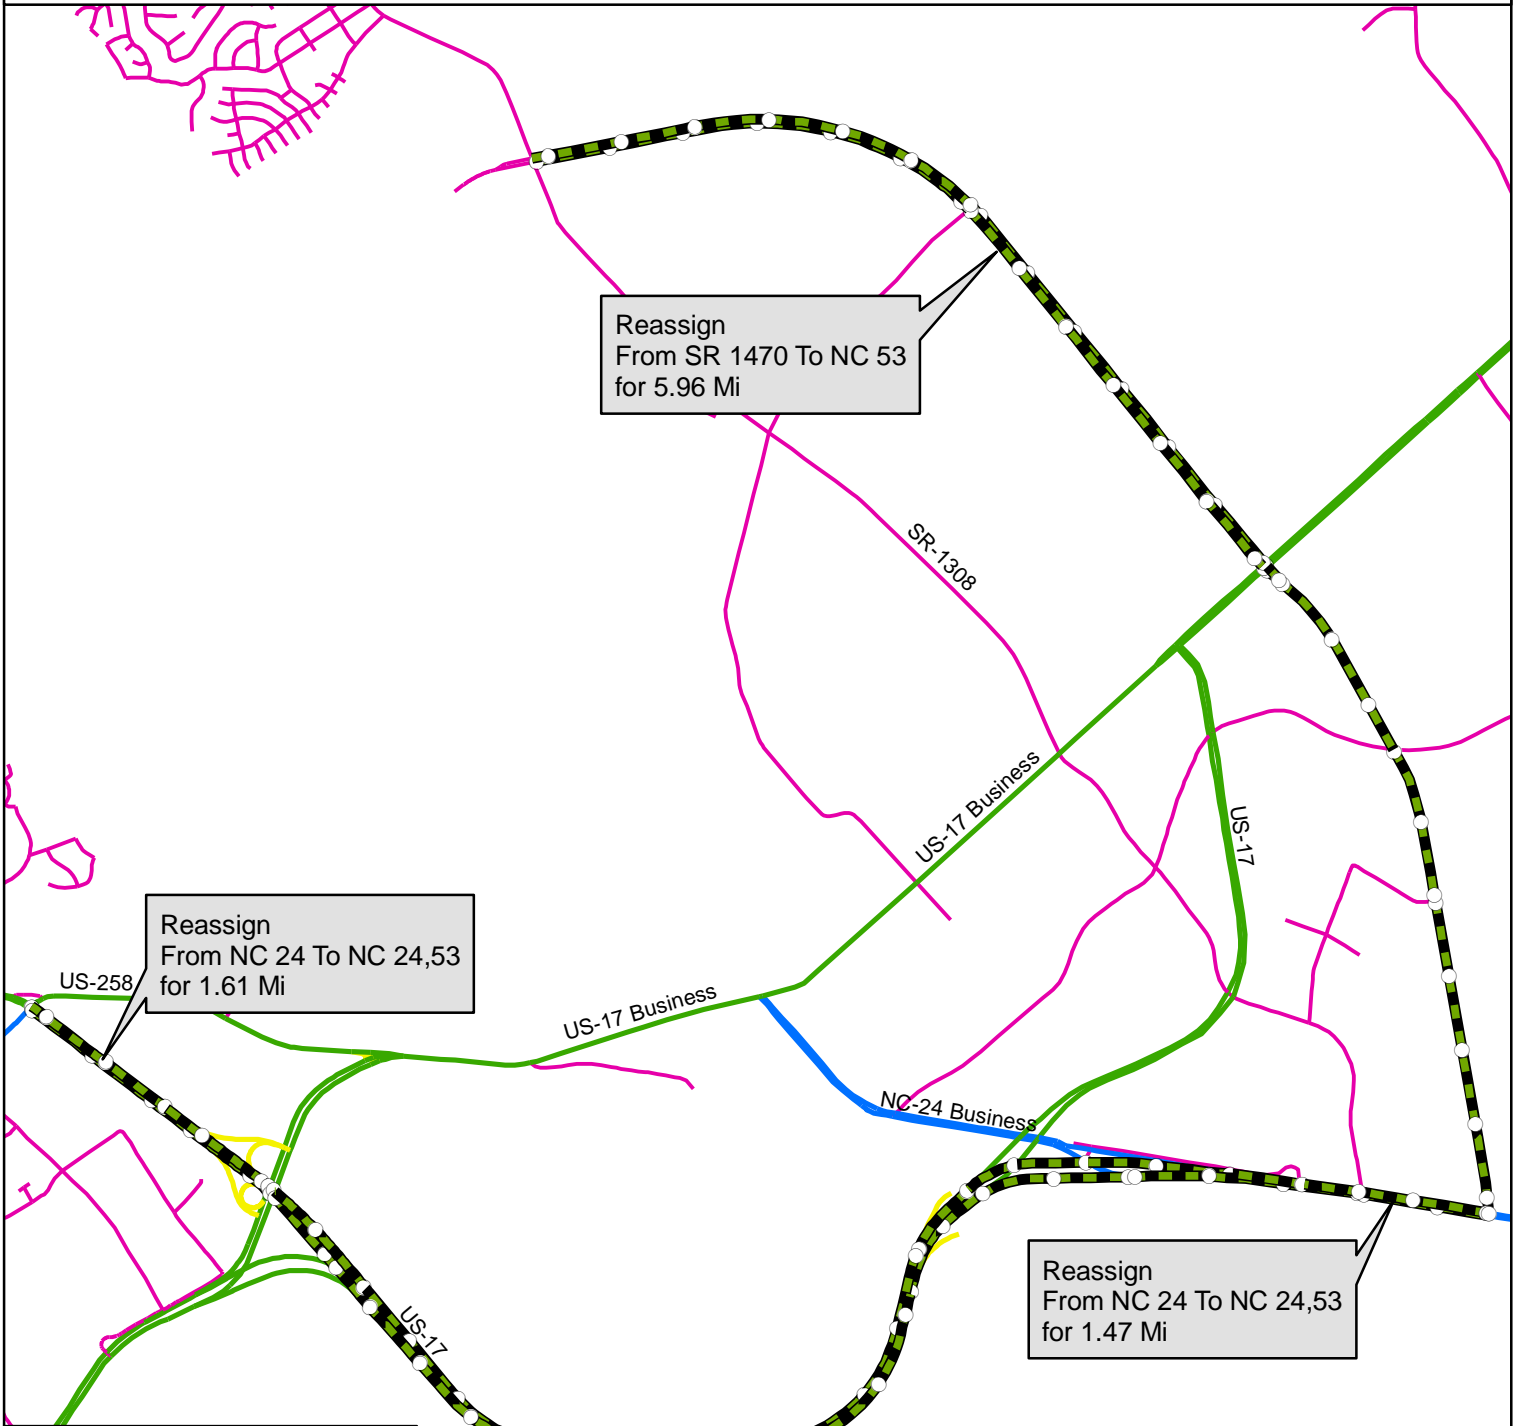 Reassign
From SR 1470 To NC 53
for 5.96 Mi
SR-1308
US-17 Business
US-17
Reassign
From NC 24 To NC 24,53
for 1.61 Mi
US-258
US-17 Business
NC-24 Business
Reassign
From NC 24 To NC 24,53
for 1.47 Mi
US-17